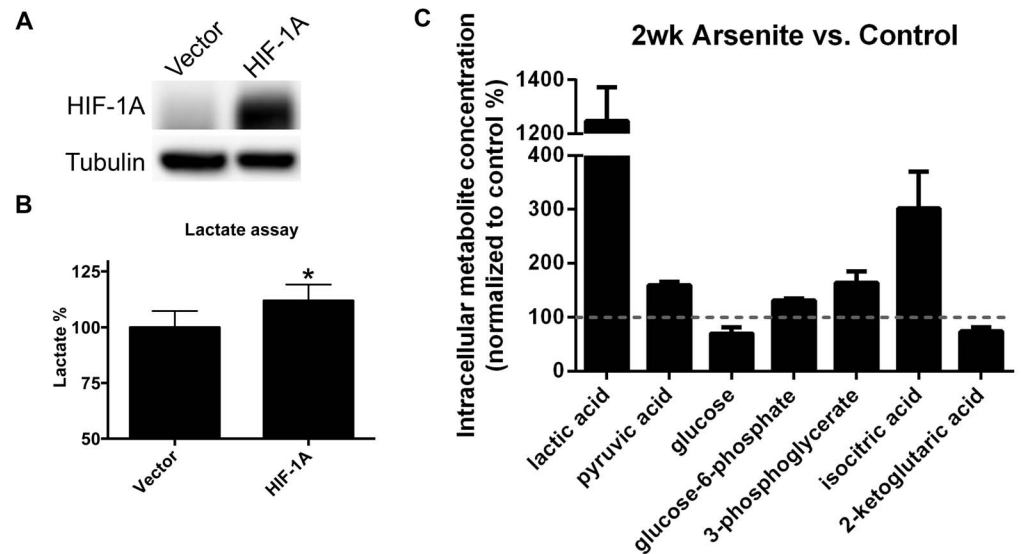 A
Vector
HIF-1A
HIF-1A
Tubulin
B
Lactate assay
Lactate %
125
100
75
50
*
Vector
HIF-1A
C
2wk Arsenite vs. Control
Intracellular metabolite concentration
(normalized to control %)
1400
1200
400
300
200
100
0
lactic acid
pyruvic acid
glucose
glucose-6-phosphate
3-phosphoglycerate
isocitric acid
2-ketoglutaric acid